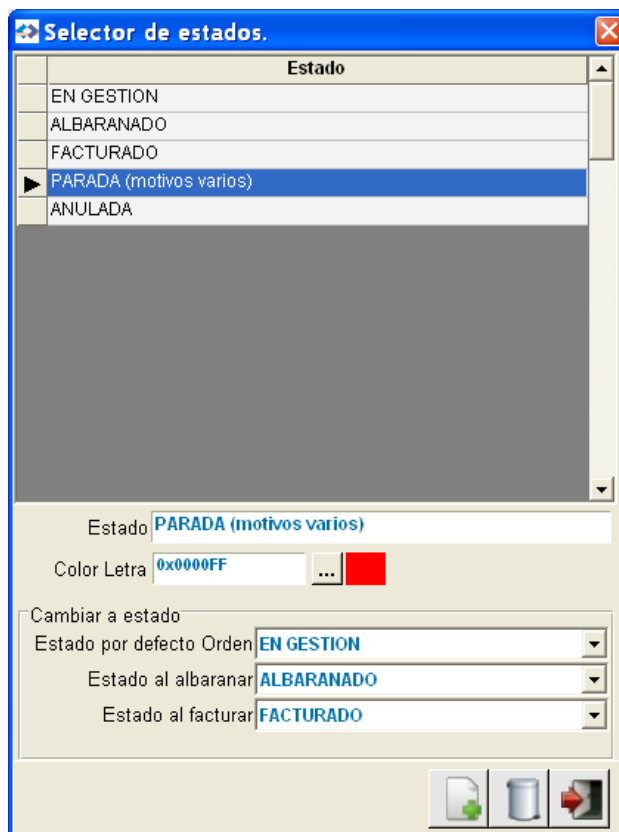 Selector de estados.
Estado
EN GESTION
ALBARANADO
FACTURADO
PARADA (motivos varios)
ANULADA
Estado PARADA (motivos varios)
Color Letra 0x0000FF ...
Cambiar a estado
Estado por defecto Orden EN GESTION
Estado al albaranar ALBARANADO
Estado al facturar FACTURADO